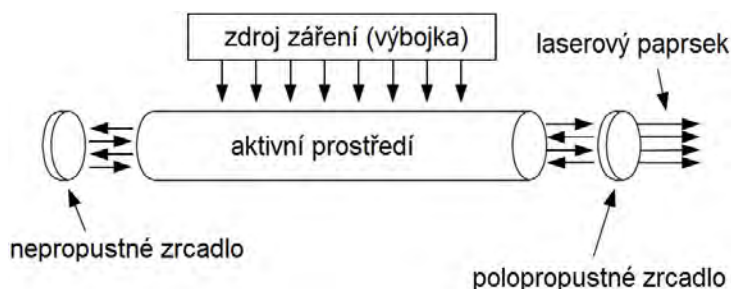 zdroj záření (výbojka)
laserový paprsek
aktivní prostředí
nepropustné zrcadlo
polopropustné zrcadlo